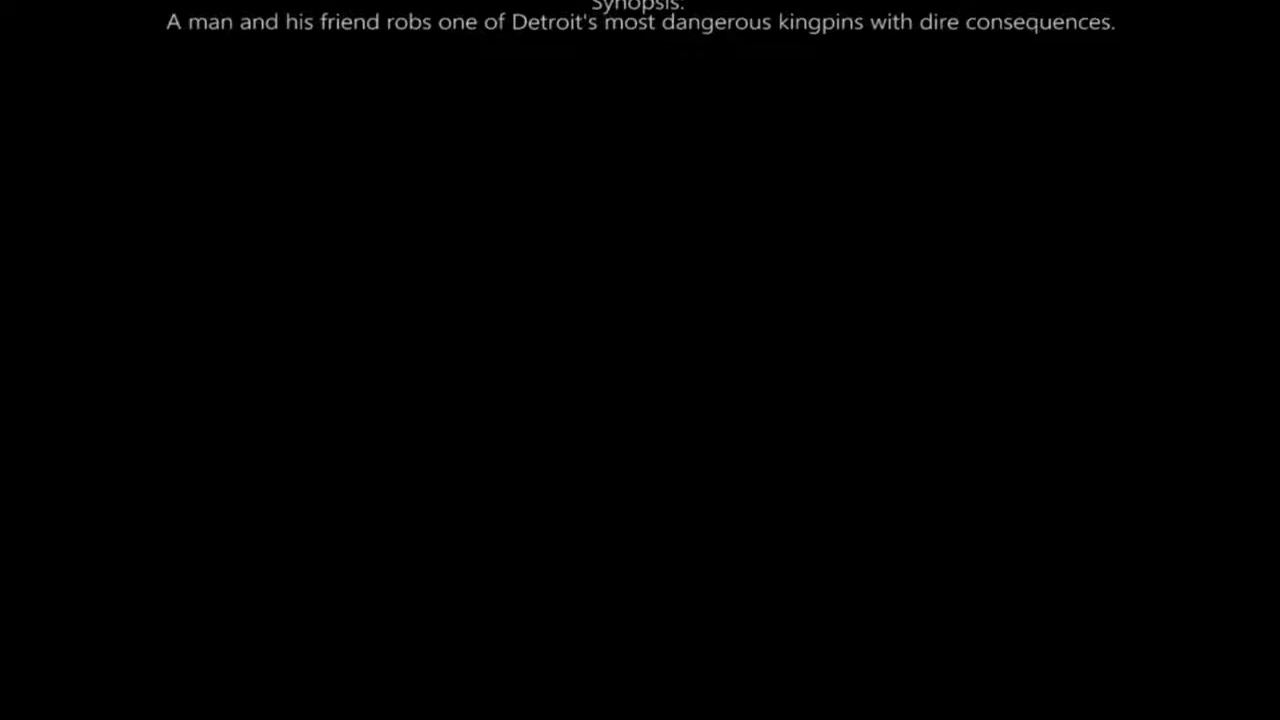 Synopsis:
A man and his friend robs one of Detroit's most dangerous kingpins with dire consequences.